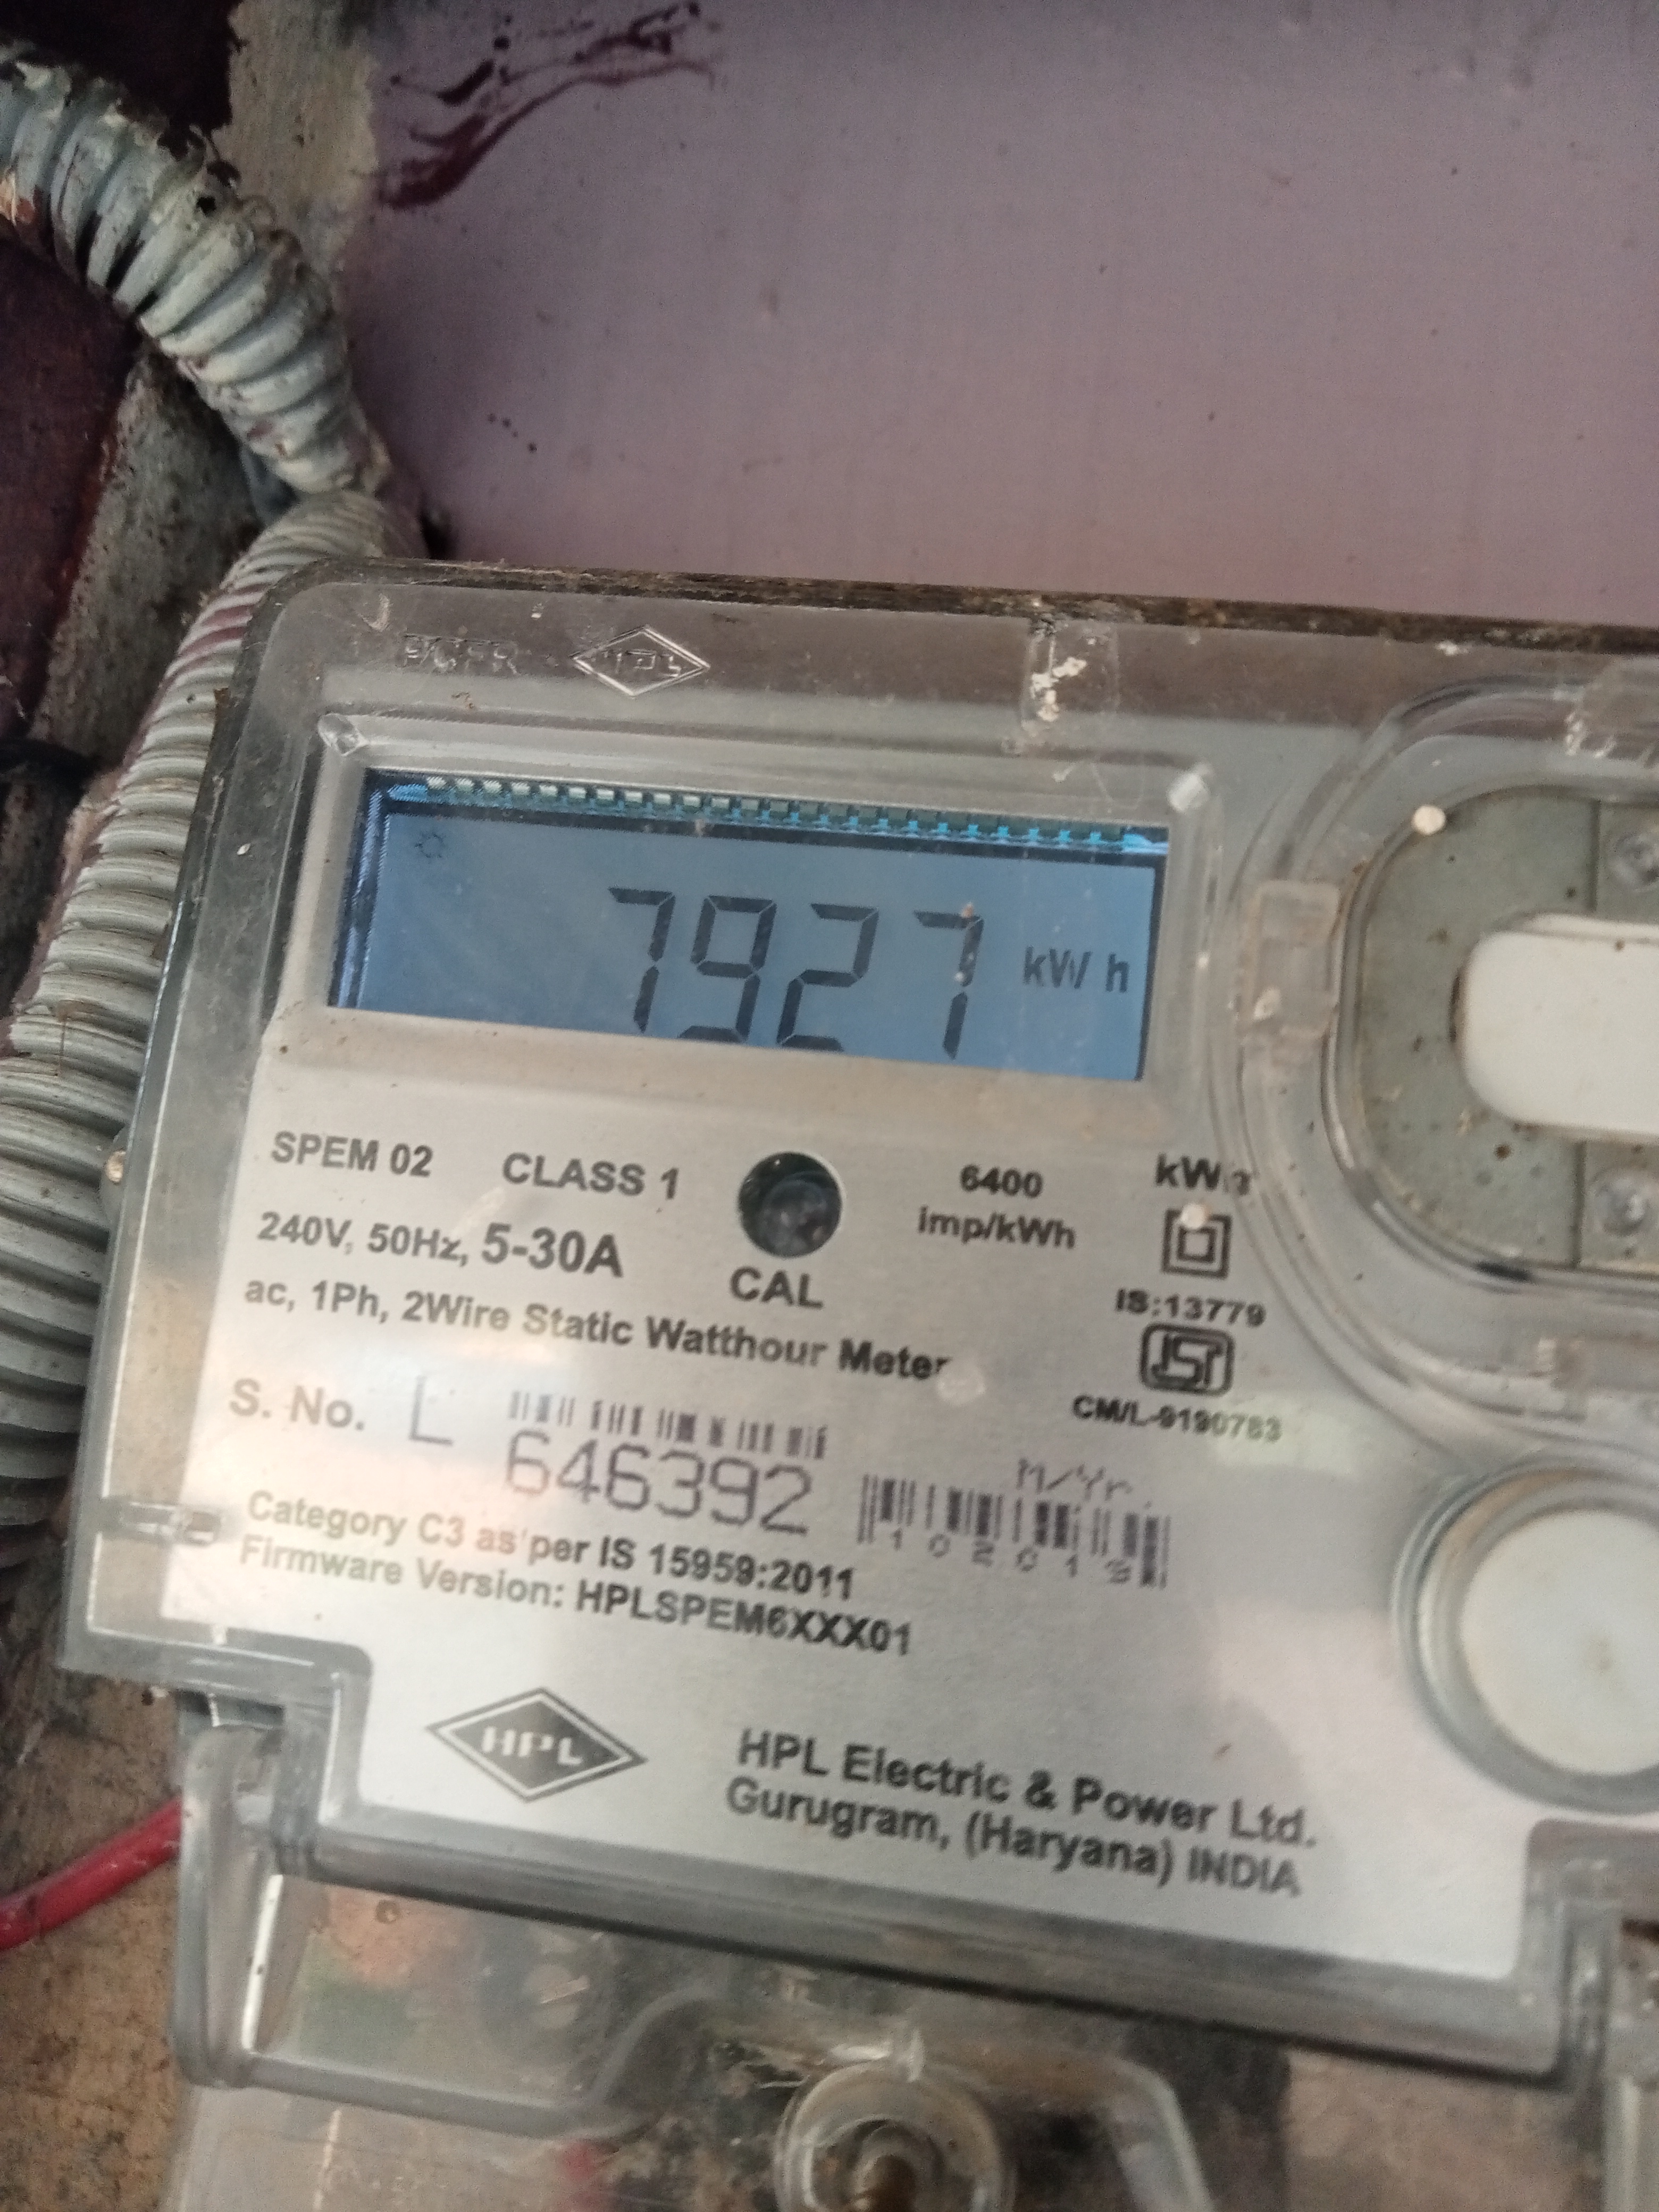 HPL
7927 kWh
SPEM 02 CLASS 1
6400
imp/kWh
240V, 50Hz, 5-30A
CAL
ac, 1Ph, 2Wire Static Watthour Meter
IS:13779
CM/L-9190783
S. No. L 646392
M/Yr.
Category C3 as per IS 15959:2011
Firmware Version: HPLSPEM6XXX01
HPL
HPL Electric & Power Ltd.
Gurugram, (Haryana) INDIA